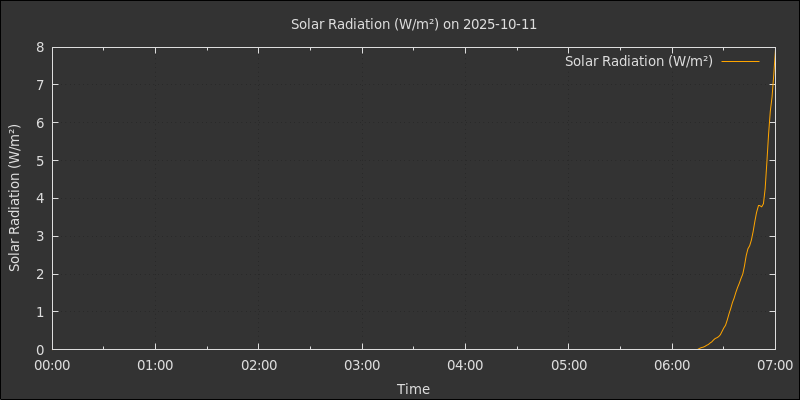 Solar Radiation (W/m²) on 2025-10-11
Solar Radiation (W/m²)
Solar Radiation (W/m²)
8
7
6
5
4
3
2
1
0
00:00 01:00 02:00 03:00 04:00 05:00 06:00 07:00
Time